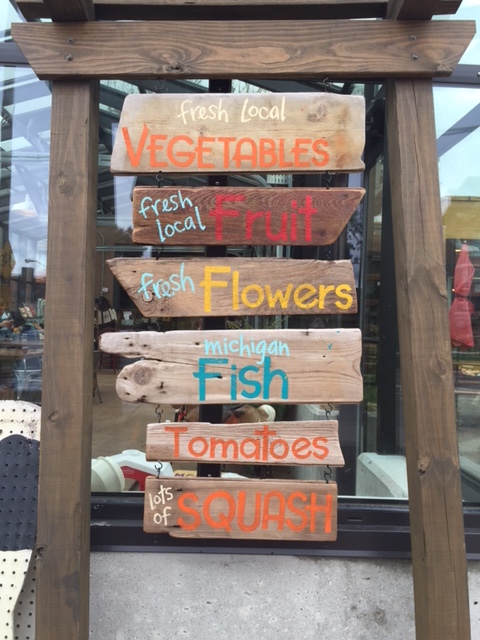 fresh Local
VEGETABLES
fresh
local
Fruit
fresh Flowers
michigan
Fish
TOMATOES
lots
of
SQUASH